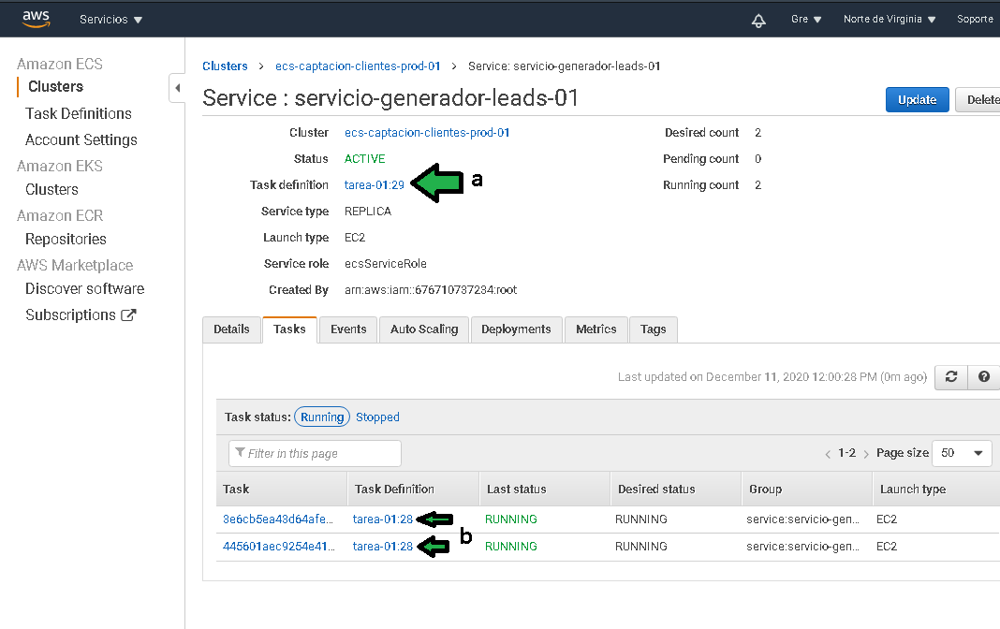 aws Servicios Gre Norte de Virginia Soporte
Amazon ECS
Clusters
Task Definitions
Account Settings
Amazon EKS
Clusters
Amazon ECR
Repositories
AWS Marketplace
Discover software
Subscriptions
Clusters > ecs-captacion-clientes-prod-01 > Service: servicio-generador-leads-01
Service : servicio-generador-leads-01
Update Delete
Cluster ecs-captacion-clientes-prod-01
Status ACTIVE
Task definition tarea-01:29 a
Service type REPLICA
Launch type EC2
Service role ecsServiceRole
Created By arn:aws:iam::676710737234:root
Desired count 2
Pending count 0
Running count 2
Details Tasks Events Auto Scaling Deployments Metrics Tags
Last updated on December 11, 2020 12:00:28 PM (0m ago) ?
Task status: Running Stopped
Filter in this page < 1-2 > Page size 50
Task Task Definition Last status Desired status Group Launch type
3e6cb5ea43d64afe... tarea-01:28 RUNNING RUNNING service:servicio-gen... EC2
b
445601aec9254e41... tarea-01:28 RUNNING RUNNING service:servicio-gen... EC2